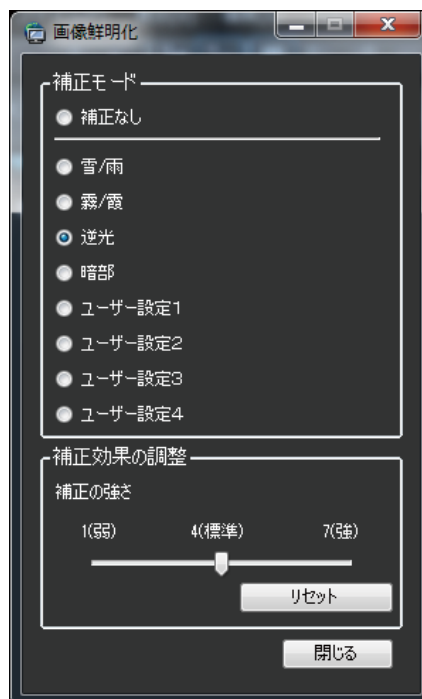 画像鮮明化
補正モード
補正なし
雪/雨
霧/霞
逆光
暗部
ユーザー設定1
ユーザー設定2
ユーザー設定3
ユーザー設定4
補正効果の調整
補正の強さ
1(弱) 4(標準) 7(強)
リセット
閉じる